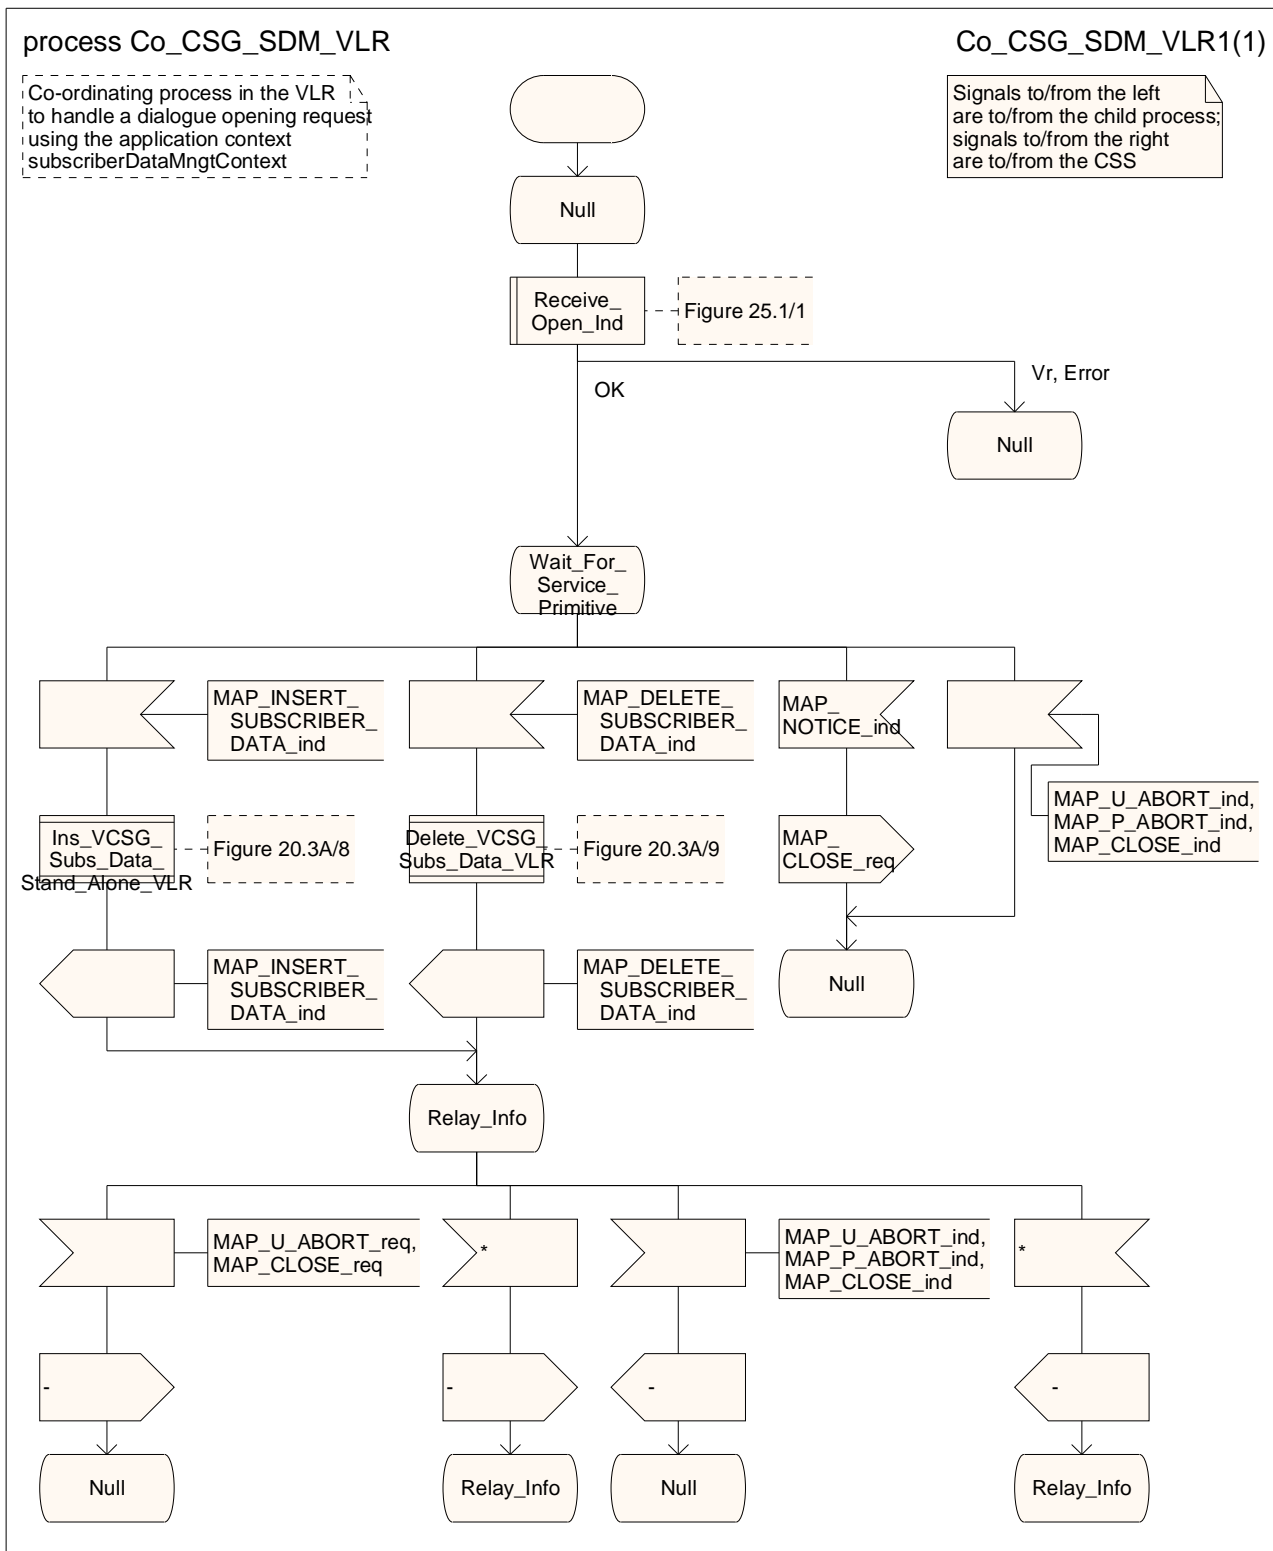 process Co_CSG_SDM_VLR
Co_CSG_SDM_VLR1(1)
Co-ordinating process in the VLR
to handle a dialogue opening request
using the application context
subscriberDataMngtContext
Signals to/from the left
are to/from the child process;
signals to/from the right
are to/from the CSS
Null
Receive_
Open_Ind
Figure 25.1/1
OK
Vr, Error
Null
Wait_For_
Service_
Primitive
MAP_INSERT_
SUBSCRIBER_
DATA_ind
MAP_DELETE_
SUBSCRIBER_
DATA_ind
MAP_
NOTICE_ind
MAP_U_ABORT_ind,
MAP_P_ABORT_ind,
MAP_CLOSE_ind
Ins_VCSG_
Subs_Data_
Stand_Alone_VLR
Figure 20.3A/8
Delete_VCSG_
Subs_Data_VLR
Figure 20.3A/9
MAP_
CLOSE_req
MAP_INSERT_
SUBSCRIBER_
DATA_ind
MAP_DELETE_
SUBSCRIBER_
DATA_ind
Null
Relay_Info
MAP_U_ABORT_req,
MAP_CLOSE_req
*
MAP_U_ABORT_ind,
MAP_P_ABORT_ind,
MAP_CLOSE_ind
*
-
-
-
-
Null
Relay_Info
Null
Relay_Info